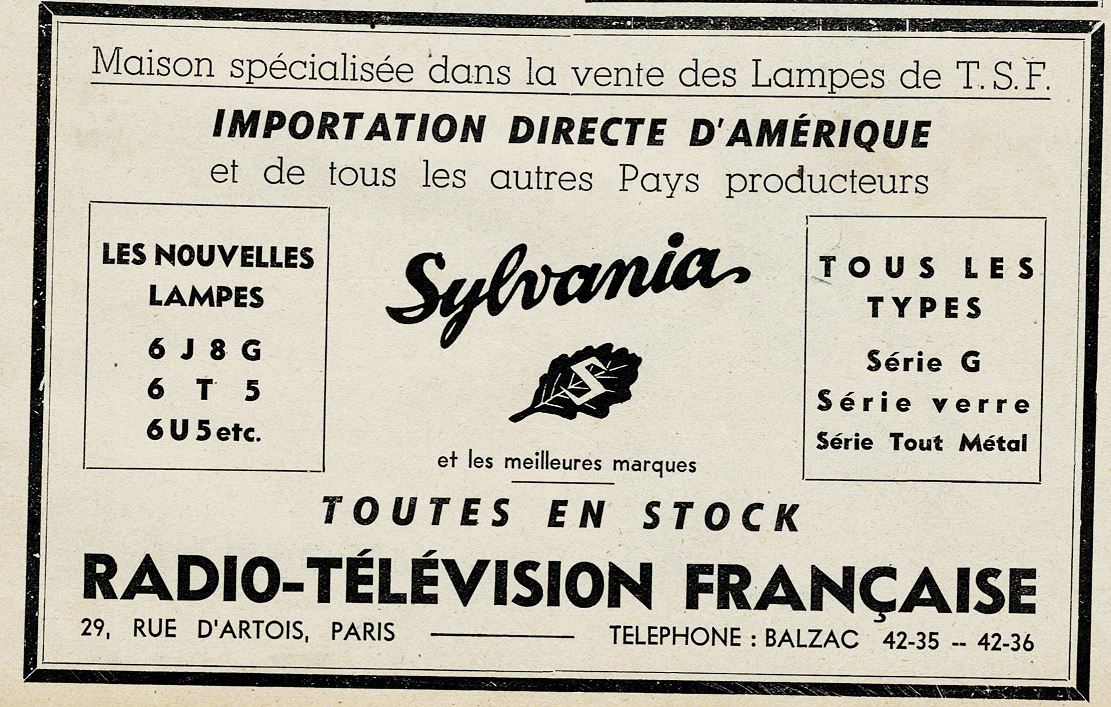 Maison spécialisée dans la vente des Lampes de T.S.F.
IMPORTATION DIRECTE D'AMÉRIQUE
et de tous les autres Pays producteurs
LES NOUVELLES
LAMPES
6 J 8 G
6 T 5
6U5 etc.
Sylvania
S
et les meilleures marques
TOUS LES
TYPES
Série G
Série verre
Série Tout Métal
TOUTES EN STOCK
RADIO-TÉLÉVISION FRANÇAISE
29, RUE D'ARTOIS, PARIS — TELEPHONE : BALZAC 42-35 -- 42-36